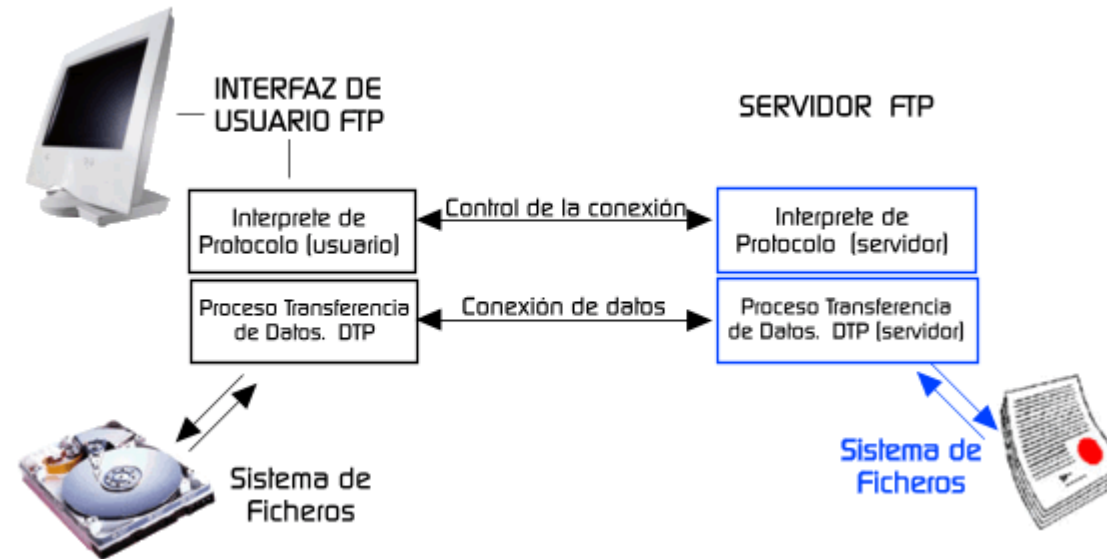 INTERFAZ DE
USUARIO FTP
SERVIDOR FTP
Interprete de
Protocolo (usuario)
Control de la conexión
Interprete de
Protocolo (servidor)
Proceso Transferencia
de Datos. DTP
Conexión de datos
Proceso Transferencia
de Datos. DTP (servidor)
Sistema de
Ficheros
Sistema de
Ficheros